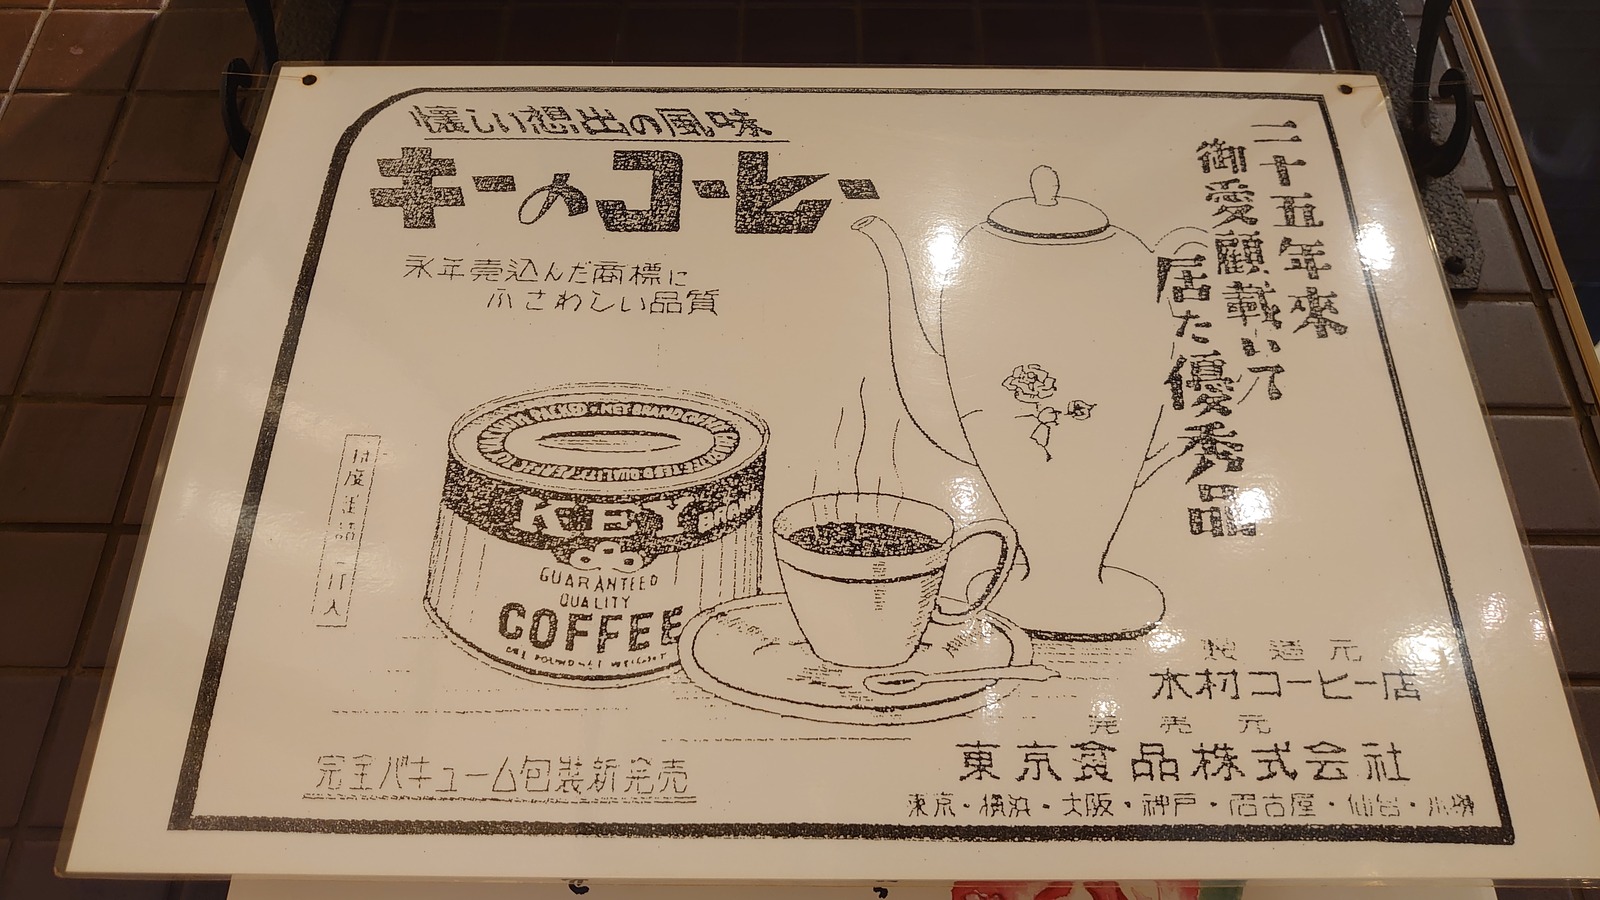 懐しい想出の風味
キーのコーヒー
永年売込んだ商標に
ふさわしい品質
二十五年來
御愛顧載いて
居た優秀品
KEY
GUARANTEED
QUALITY
COFFEE
製造元
木村コーヒー店
発売元
東京食品株式会社
東京・横浜・大阪・神戸・名古屋・仙台・小樽
完全バキューム包装新発売